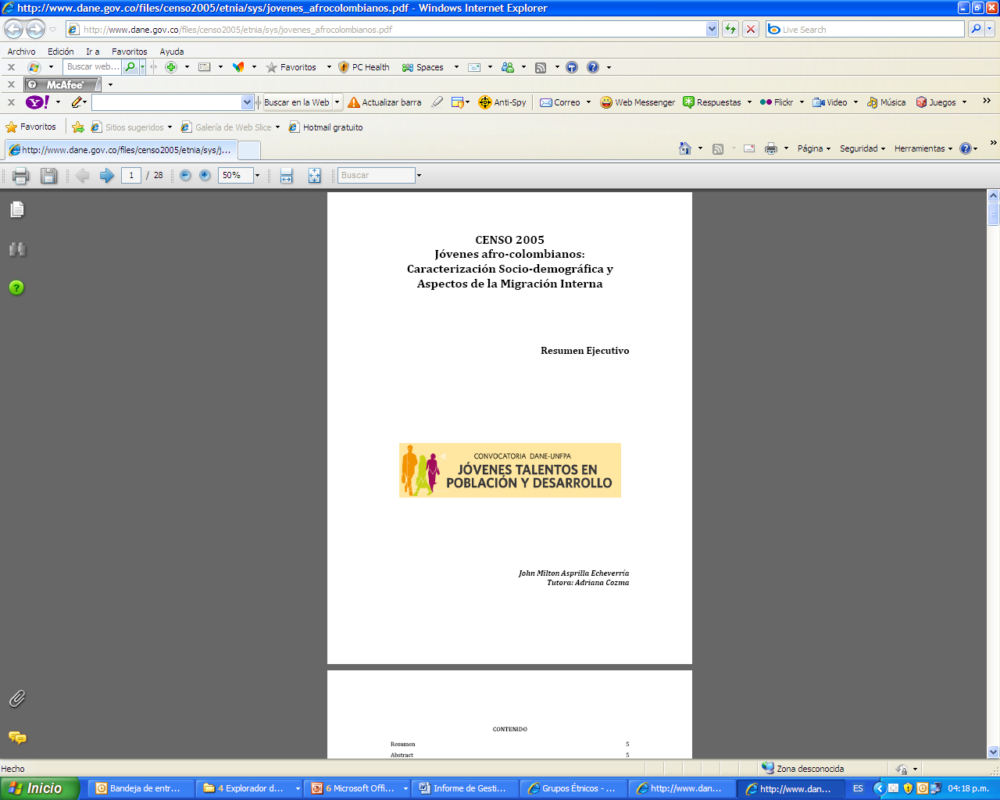 http://www.dane.gov.co/files/censo2005/etnia/sys/jovenes_afrocolombianos.pdf - Windows Internet Explorer
http://www.dane.gov.co/files/censo2005/etnia/sys/jovenes_afrocolombianos.pdf
Live Search
Archivo Edición Ir a Favoritos Ayuda
Buscar web... Favoritos PC Health Spaces
McAfee
Y! Buscar en la Web Actualizar barra Anti-Spy Correo Web Messenger Respuestas Flickr Video Música Juegos
Favoritos Sitios sugeridos Galería de Web Slice Hotmail gratuito
http://www.dane.gov.co/files/censo2005/etnia/sys/j... Página Seguridad Herramientas
1 / 28 50% Buscar
CENSO 2005
Jóvenes afro-colombianos:
Caracterización Socio-demográfica y
Aspectos de la Migración Interna
Resumen Ejecutivo
CONVOCATORIA DANE-UNFPA
JÓVENES TALENTOS EN
POBLACIÓN Y DESARROLLO
John Milton Asprilla Echeverría
Tutora: Adriana Cozma
CONTENIDO
Resumen 5
Abstract 5
Hecho Zona desconocida
Inicio Bandeja de entr... 4 Explorador d... 6 Microsoft Offi... Informe de Gesti... Grupos Étnicos - ... http://www.dan... http://www.dan... ES 04:18 p.m.